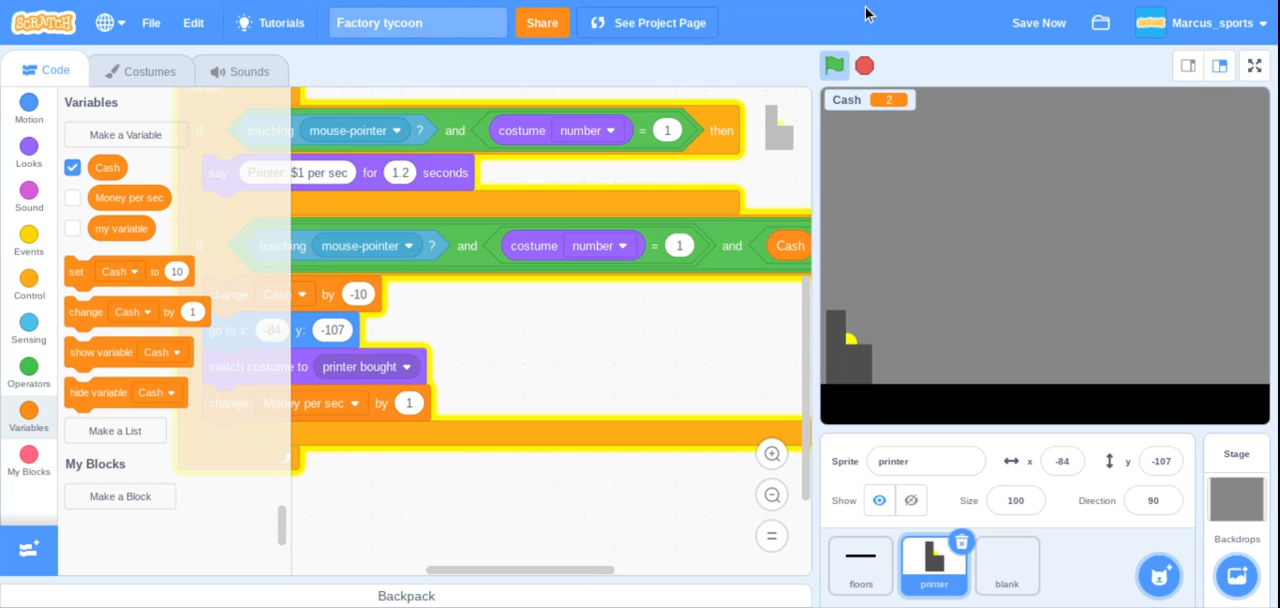 SCRATCH File Edit Tutorials Factory tycoon Share See Project Page Save Now Marcus_sports
Code Costumes Sounds
Motion
Looks
Sound
Events
Control
Sensing
Operators
Variables
My Blocks
Variables
Make a Variable
Cash
Money per sec
my variable
set Cash to 10
change Cash by 1
show variable Cash
hide variable Cash
Make a List
My Blocks
Make a Block
forever
if touching mouse-pointer ? and costume number = 1 then
say Printer: $1 per sec for 1.2 seconds
if touching mouse-pointer ? and costume number = 1 and Cash
change Cash by -10
go to x: -84 y: -107
switch costume to printer bought
change Money per sec by 1
Backpack
Cash 2
Sprite printer x -84 y -107
Show Size 100 Direction 90
floors
printer
blank
Stage
Backdrops